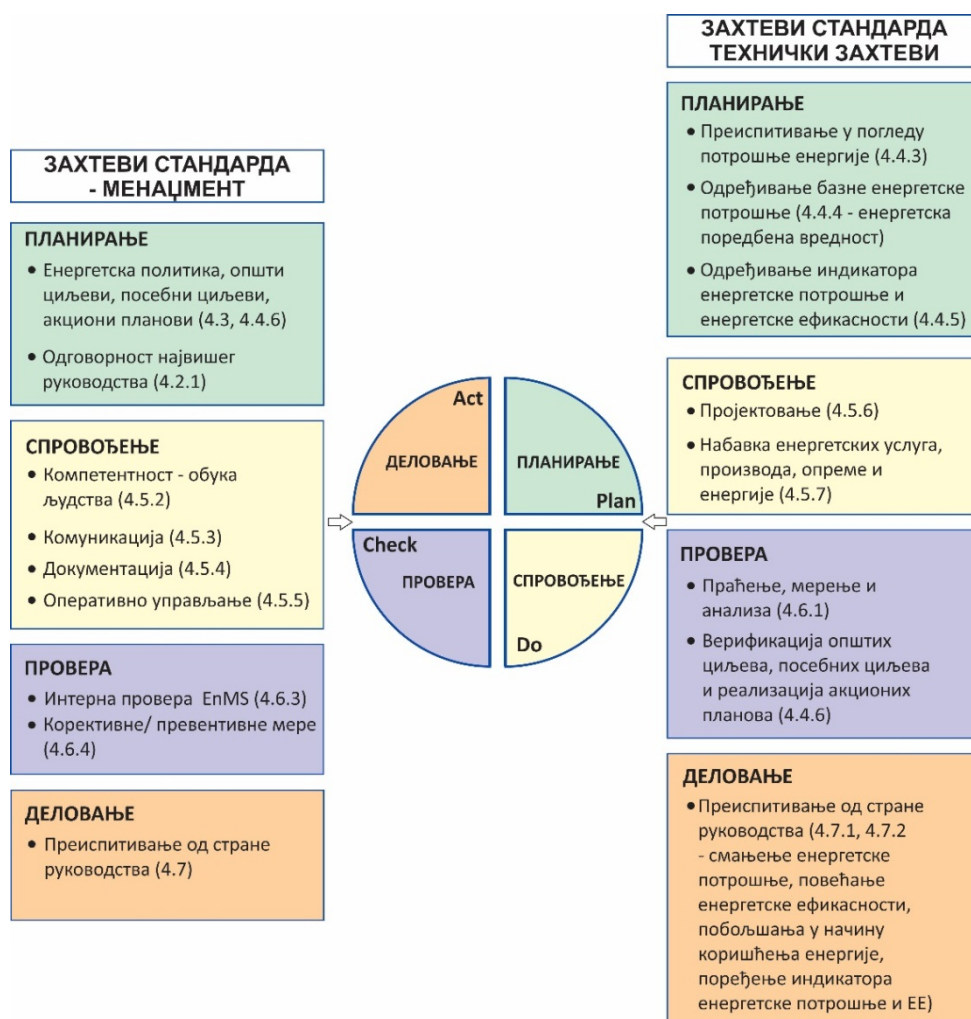 ЗАХТЕВИ СТАНДАРДА
- МЕНАЏМЕНТ
ПЛАНИРАЊЕ
• Енергетска политика, општи
циљеви, посебни циљеви,
акциони планови (4.3, 4.4.6)
• Одговорност највишег
руководства (4.2.1)
СПРОВОЂЕЊЕ
• Компетентност - обука
људства (4.5.2)
• Комуникација (4.5.3)
• Документација (4.5.4)
• Оперативно управљање (4.5.5)
ПРОВЕРА
• Интерна провера EnMS (4.6.3)
• Корективне/ превентивне мере
(4.6.4)
ДЕЛОВАЊЕ
• Преиспитивање од стране
руководства (4.7)
Act
ДЕЛОВАЊЕ
ПЛАНИРАЊЕ
Plan
Check
ПРОВЕРА
СПРОВОЂЕЊЕ
Do
ЗАХТЕВИ СТАНДАРДА
ТЕХНИЧКИ ЗАХТЕВИ
ПЛАНИРАЊЕ
• Преиспитивање у погледу
потрошње енергије (4.4.3)
• Одређивање базне енергетске
потрошње (4.4.4 - енергетска
поредбена вредност)
• Одређивање индикатора
енергетске потрошње и
енергетске ефикасности (4.4.5)
СПРОВОЂЕЊЕ
• Пројектовање (4.5.6)
• Набавка енергетских услуга,
производа, опреме и
енергије (4.5.7)
ПРОВЕРА
• Праћење, мерење и
анализа (4.6.1)
• Верификација општих
циљева, посебних циљева
и реализација акционих
планова (4.4.6)
ДЕЛОВАЊЕ
• Преиспитивање од стране
руководства (4.7.1, 4.7.2
- смањење енергетске
потрошње, повећање
енергетске ефикасности,
побољшања у начину
коришћења енергије,
поређење индикатора
енергетске потрошње и ЕЕ)